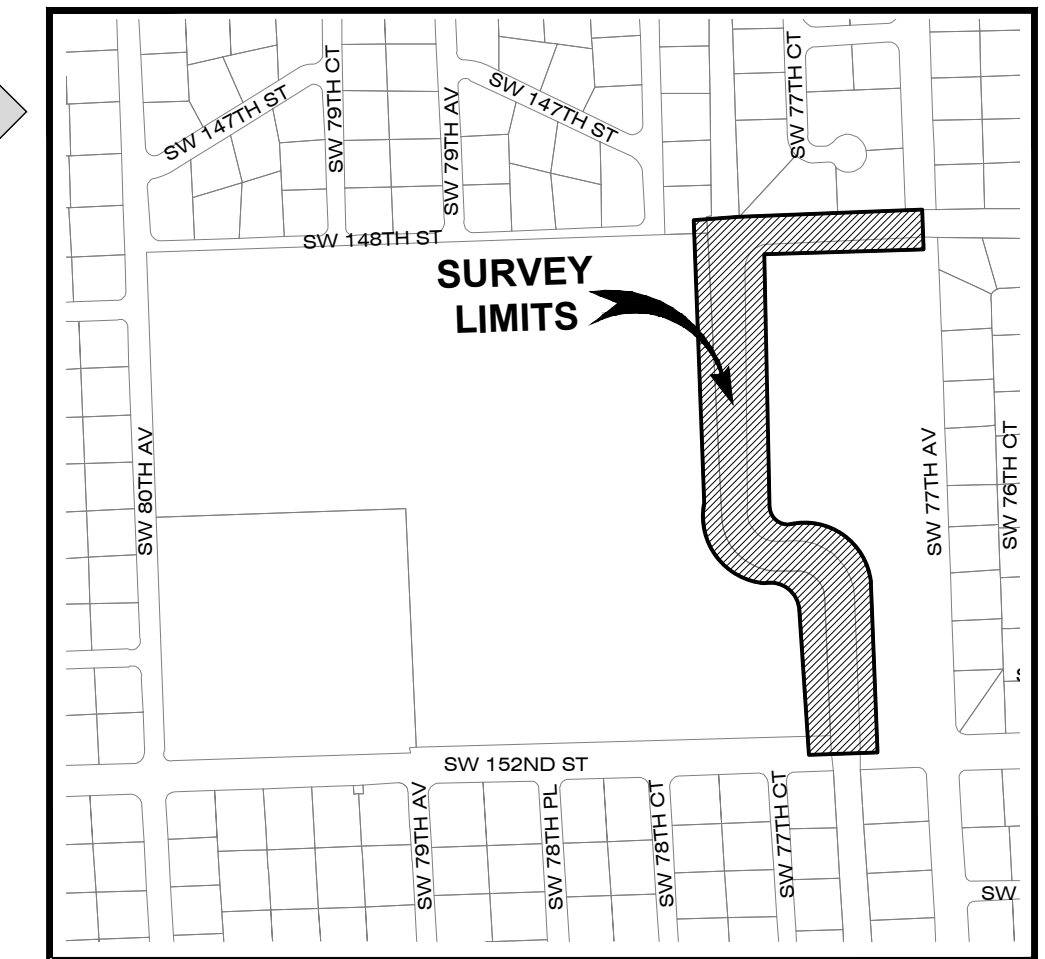 SW 147TH ST
SW 79TH CT
SW 79TH AV
SW 147TH ST
SW 77TH CT
SW 148TH ST
SURVEY
LIMITS
SW 80TH AV
SW 77TH AV
SW 76TH CT
SW 152ND ST
SW 79TH AV
SW 78TH PL
SW 78TH CT
SW 77TH CT
SW